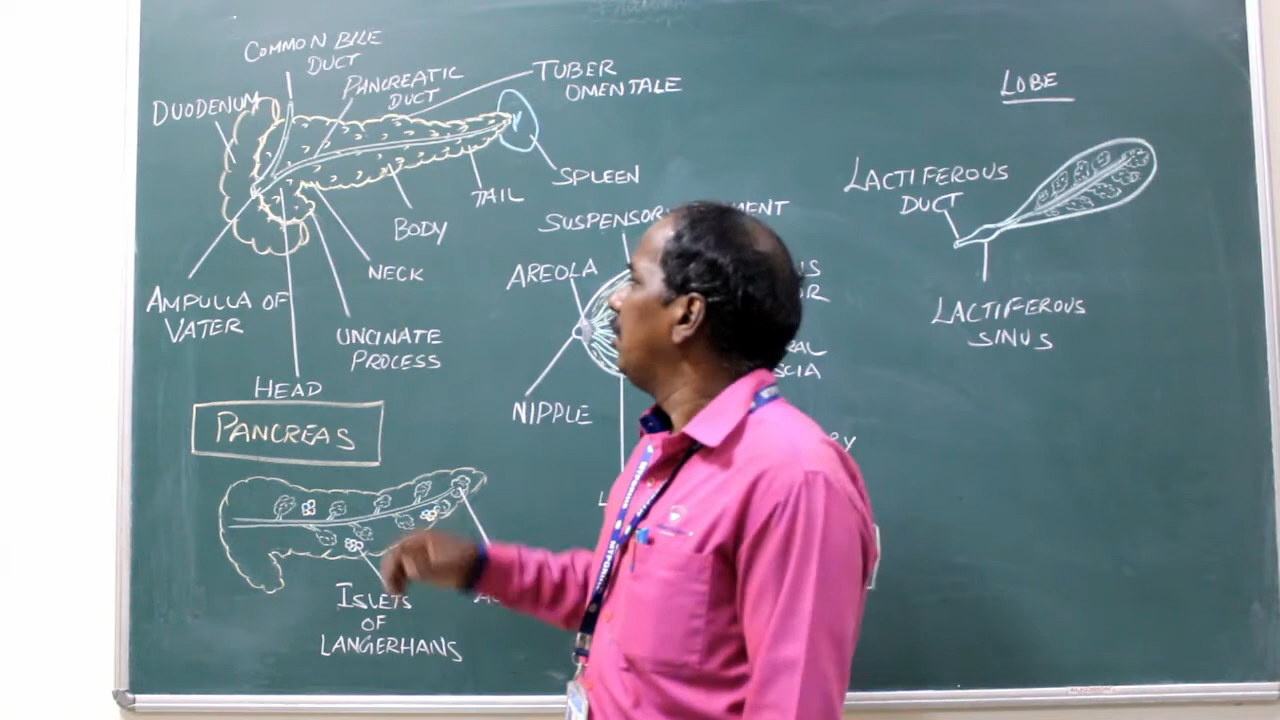 COMMON BILE
DUCT
PANCREATIC
DUCT
TUBER
OMENTALE
DUODENUM
SPLEEN
TAIL
BODY
NECK
AMPULLA OF
VATER
UNCINATE
PROCESS
HEAD
PANCREAS
ISLETS
OF
LANGERHANS
AREOLA
NIPPLE
LOBE
LACTIFEROUS
DUCT
LACTIFEROUS
SINUS